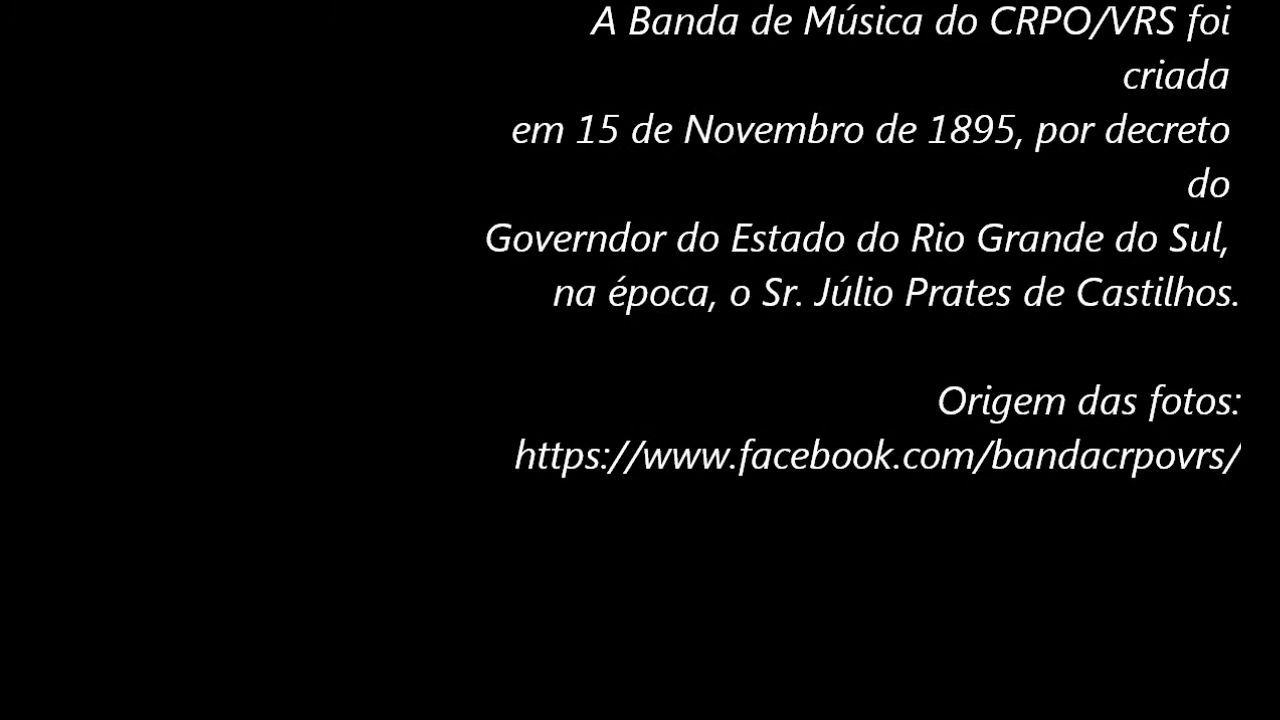 A Banda de Música do CRPO/VRS foi
criada
em 15 de Novembro de 1895, por decreto
do
Governdor do Estado do Rio Grande do Sul,
na época, o Sr. Júlio Prates de Castilhos.
Origem das fotos:
https://www.facebook.com/bandacrpovrs/